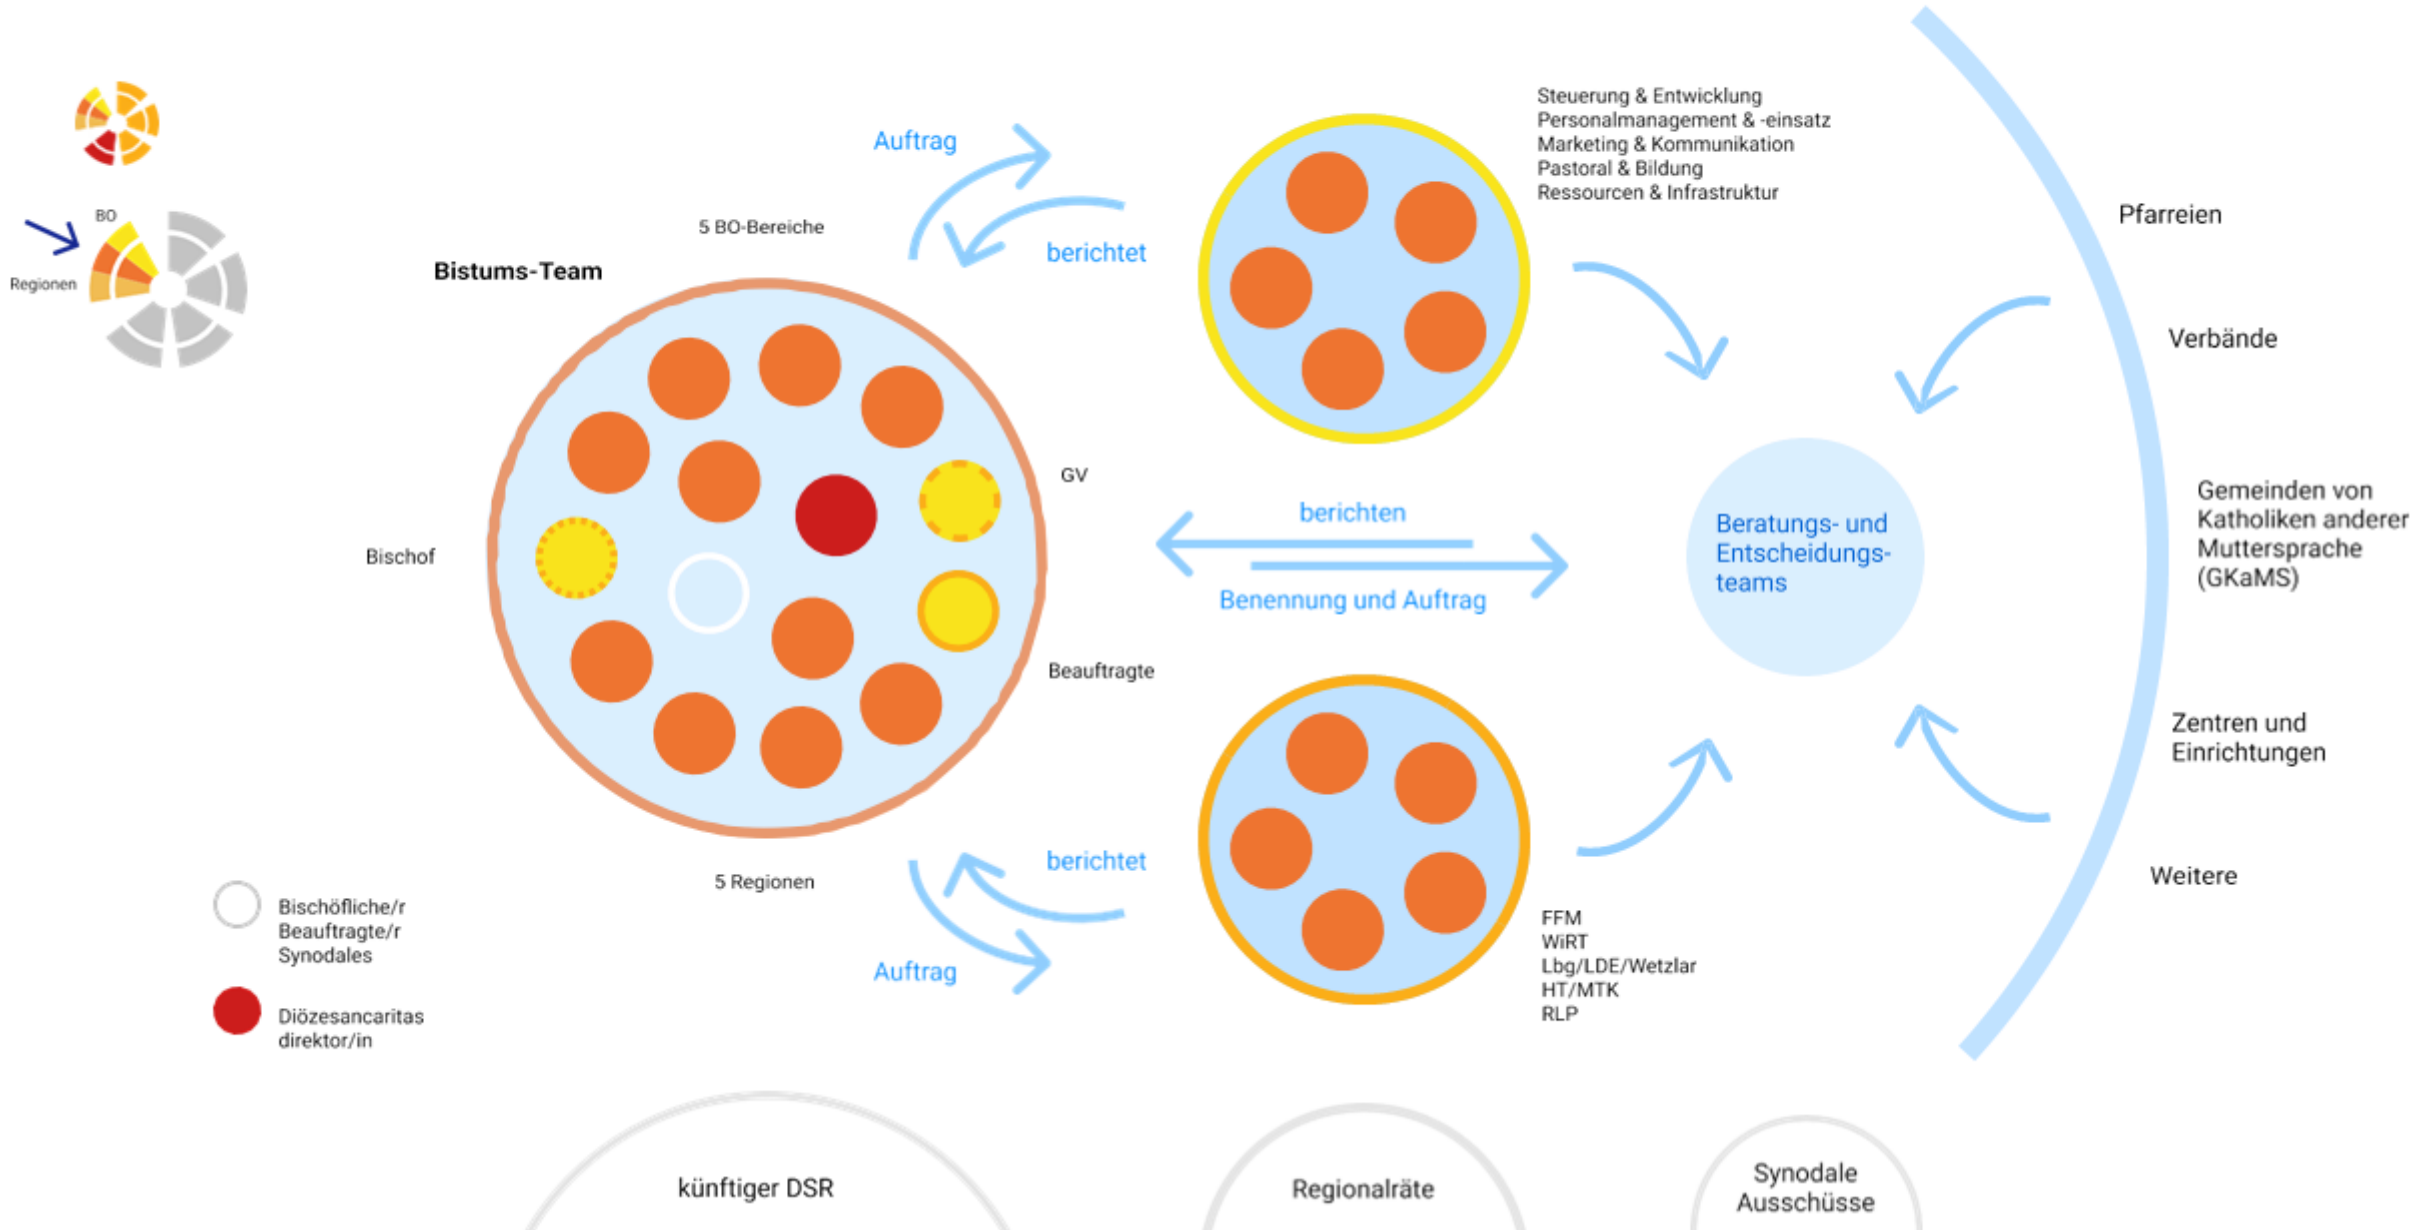 BO
Regionen
Bistums-Team
5 BO-Bereiche
Bischof
GV
Beauftragte
5 Regionen
Auftrag
berichtet
berichten
Benennung und Auftrag
berichtet
Auftrag
Steuerung & Entwicklung
Personalmanagement & -einsatz
Marketing & Kommunikation
Pastoral & Bildung
Ressourcen & Infrastruktur
Beratungs- und
Entscheidungs-
teams
FFM
WiRT
Lbg/LDE/Wetzlar
HT/MTK
RLP
Pfarreien
Verbände
Gemeinden von
Katholiken anderer
Muttersprache
(GKaMS)
Zentren und
Einrichtungen
Weitere
Bischöfliche/r
Beauftragte/r
Synodales
Diözesancaritas
direktor/in
künftiger DSR
Regionalräte
Synodale
Ausschüsse